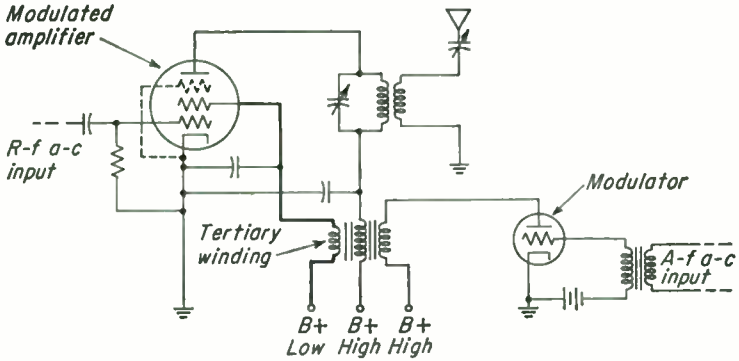 Modulated
amplifier
R-f a-c
input
Modulator
Tertiary
winding
A-f a-c
input
B+ B+ B+
Low High High